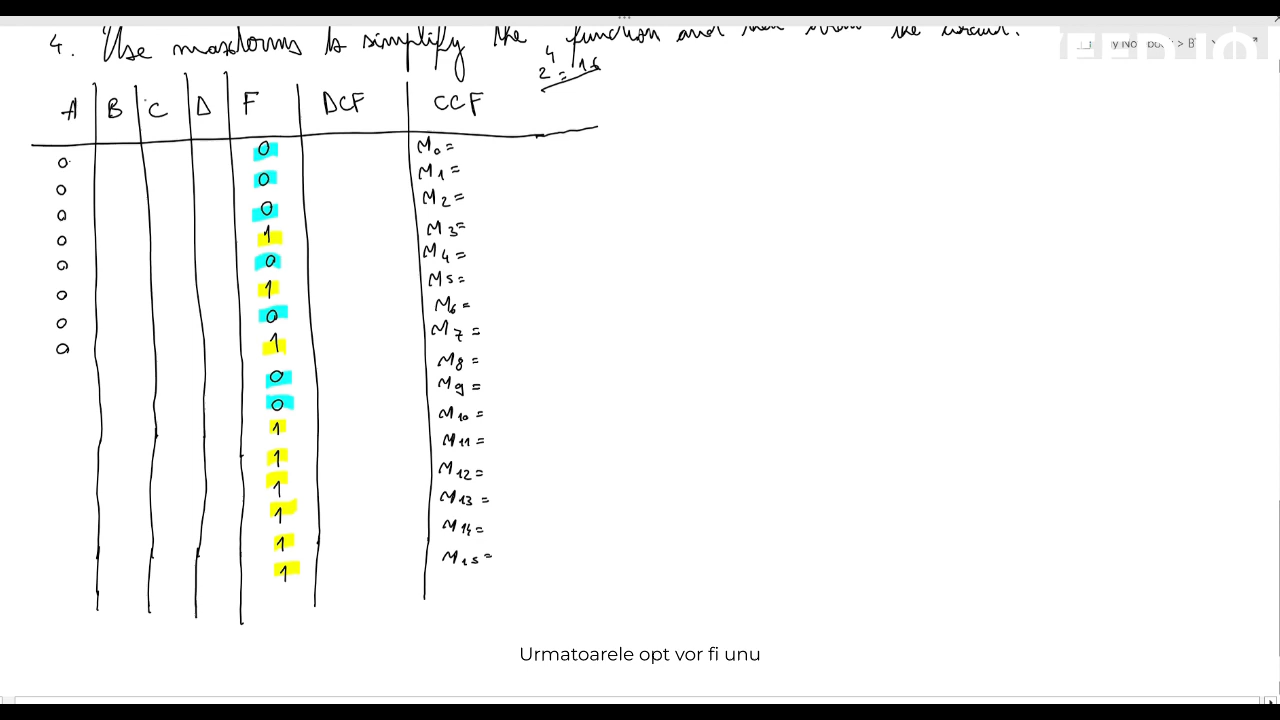 4. Use maxterms to simplify the function and then draw the circuit.
2^4 = 16
A B C D F DCF CCF
0 0 M0 =
0 0 M1 =
0 0 M2 =
0 1 M3 =
0 0 M4 =
0 1 M5 =
0 0 M6 =
0 1 M7 =
0 M8 =
0 M9 =
1 M10 =
1 M11 =
1 M12 =
1 M13 =
1 M14 =
1 M15 =
Urmatoarele opt vor fi unu